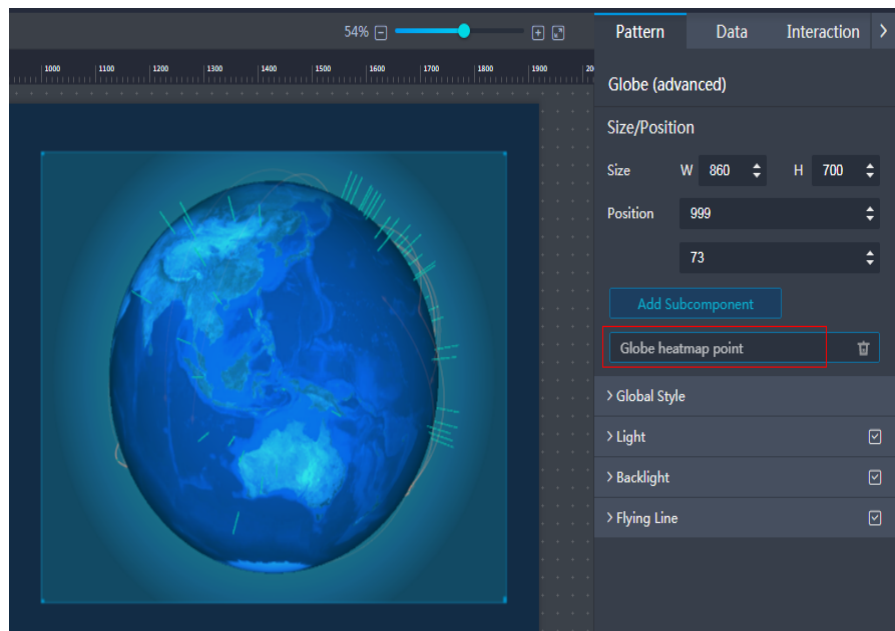 54%
Pattern Data Interaction
1000 1100 1200 1300 1400 1500 1600 1700 1800 1900 20
Globe (advanced)
Size/Position
Size W 860 H 700
Position 999
73
Add Subcomponent
Globe heatmap point
Global Style
Light
Backlight
Flying Line